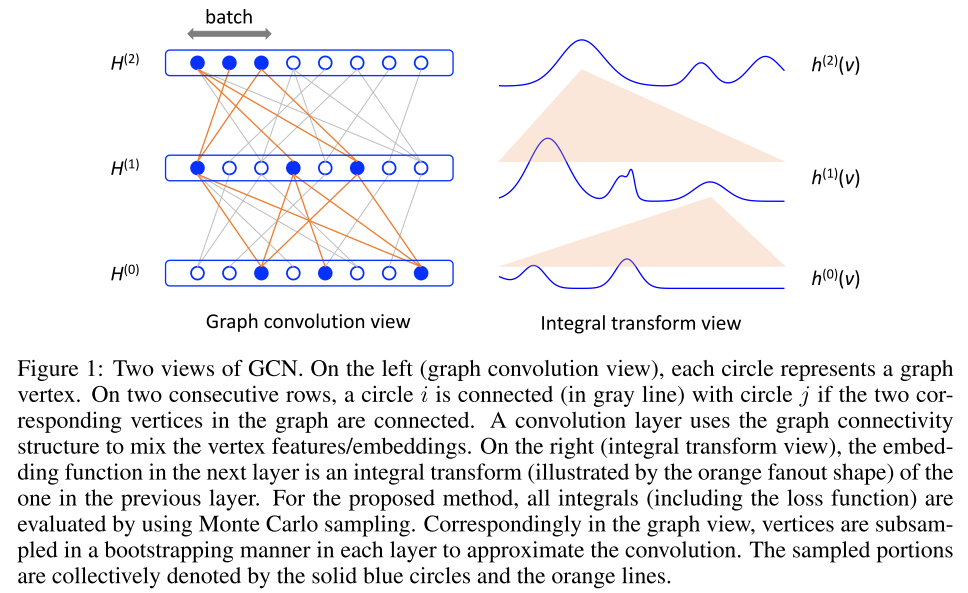 batch
H(2)
h(2)(v)
H(1)
h(1)(v)
H(0)
h(0)(v)
Graph convolution view
Integral transform view
Figure 1: Two views of GCN. On the left (graph convolution view), each circle represents a graph
vertex. On two consecutive rows, a circle i is connected (in gray line) with circle j if the two cor-
responding vertices in the graph are connected. A convolution layer uses the graph connectivity
structure to mix the vertex features/embeddings. On the right (integral transform view), the embed-
ding function in the next layer is an integral transform (illustrated by the orange fanout shape) of the
one in the previous layer. For the proposed method, all integrals (including the loss function) are
evaluated by using Monte Carlo sampling. Correspondingly in the graph view, vertices are subsam-
pled in a bootstrapping manner in each layer to approximate the convolution. The sampled portions
are collectively denoted by the solid blue circles and the orange lines.